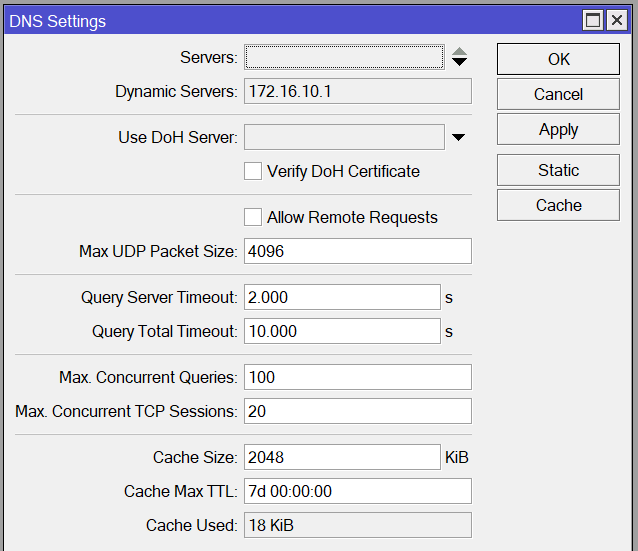 DNS Settings
Servers:
OK
Dynamic Servers: 172.16.10.1
Cancel
Use DoH Server:
Apply
Verify DoH Certificate
Static
Cache
Allow Remote Requests
Max UDP Packet Size: 4096
Query Server Timeout: 2.000 s
Query Total Timeout: 10.000 s
Max. Concurrent Queries: 100
Max. Concurrent TCP Sessions: 20
Cache Size: 2048 KiB
Cache Max TTL: 7d 00:00:00
Cache Used: 18 KiB